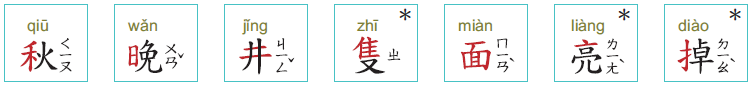 qiū wǎn jǐng zhī * miàn liàng * diào *
秋 ㄑㄧㄡ 晚 ㄨㄢˇ 井 ㄐㄧㄥˇ 隻 ㄓ 面 ㄇㄧㄢˋ 亮 ㄌㄧㄤˋ 掉 ㄉㄧㄠˋ